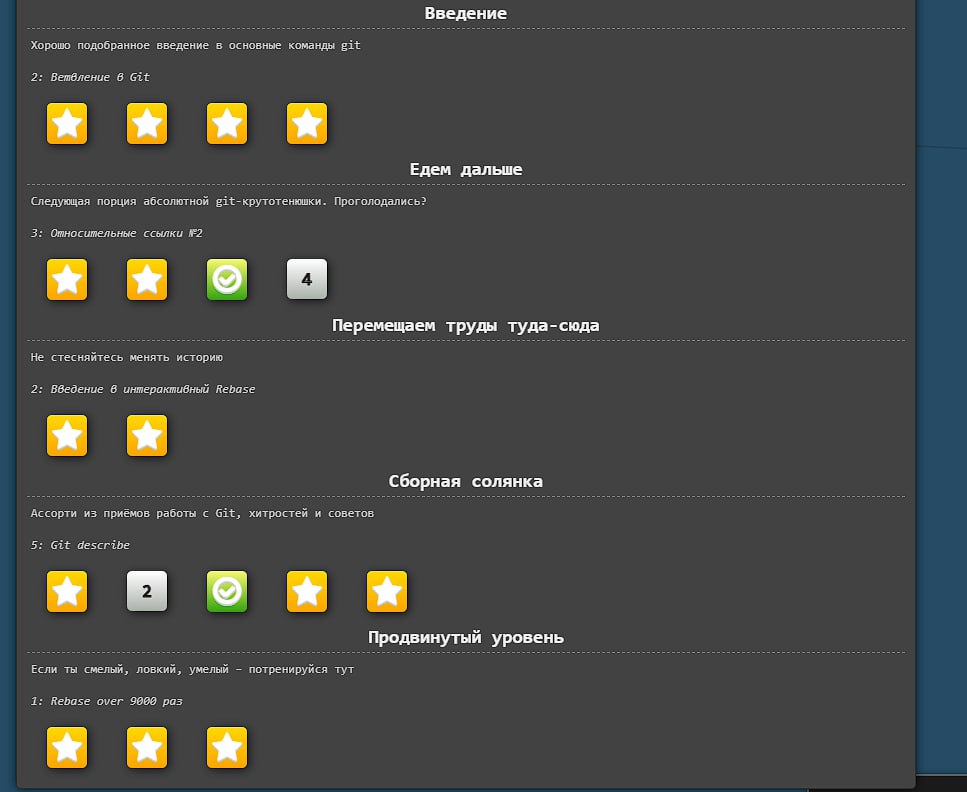 Введение
Хорошо подобранное введение в основные команды git
2: Ветвление в Git
Едем дальше
Следующая порция абсолютной git-крутотенюшки. Проголодались?
3: Относительные ссылки №2
4
Перемещаем труды туда-сюда
Не стесняйтесь менять историю
2: Введение в интерактивный Rebase
Сборная солянка
Ассорти из приёмов работы с Git, хитростей и советов
5: Git describe
2
Продвинутый уровень
Если ты смелый, ловкий, умелый – потренируйся тут
1: Rebase over 9000 раз